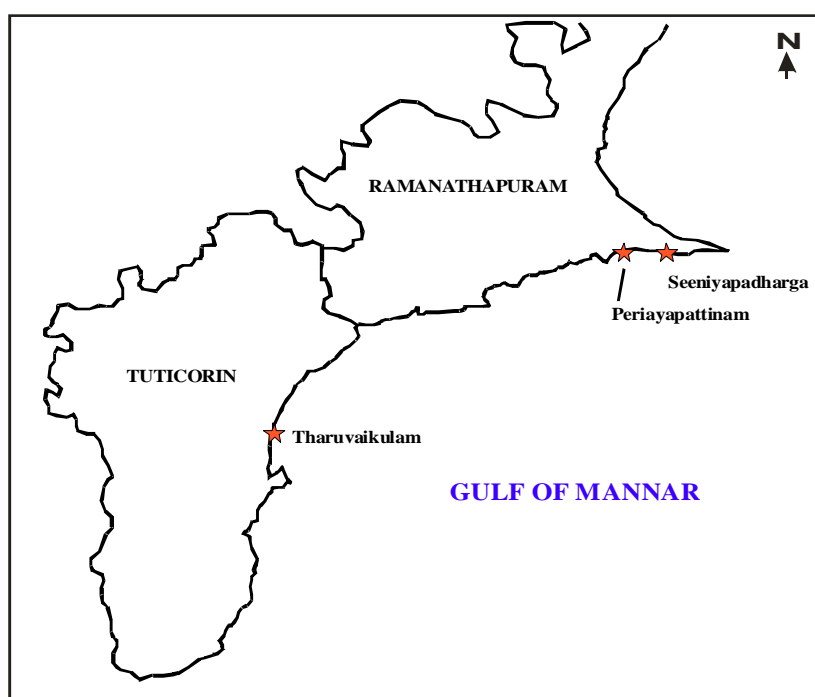 N
RAMANATHAPURAM
Seeniyapadharga
Periayapattinam
TUTICORIN
Tharuvaikulam
GULF OF MANNAR